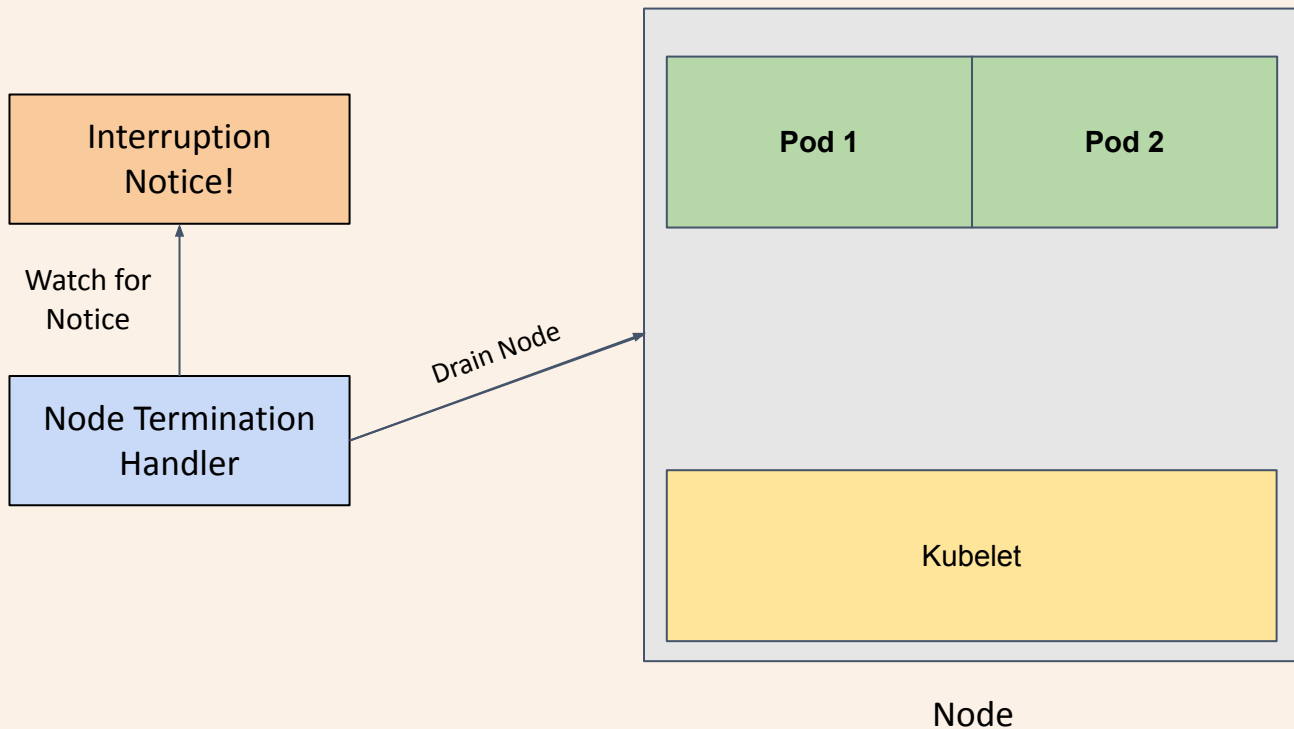 Interruption
Notice!
Watch for
Notice
Node Termination
Handler
Drain Node
Pod 1
Pod 2
Kubelet
Node